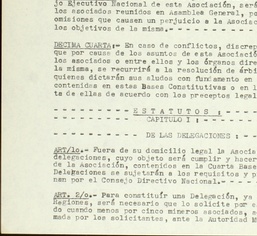 jo Ejecutivo Nacional de esta Asociación, será
los asociados reunidos en Asamblea General, po
omisiones que causen un perjuicio a la Asocia
los objetivos de la misma.- - - - - - - - - -
DECIMA CUARTA:- En caso de conflictos, discrep
que por causa de los asuntos de esta Asociació
los asociados o entre ellos y los órganos dire
la misma, se recurrirá a la resolución de árbi
quienes dictarán sus laudos con fundamento en
contenidas en estas Bases Constitutivas o en l
ta de ellas de acuerdo con los preceptos legal
- - - - - - - - - - - - - - - - - - - - - - -
- - - - - - - - - E S T A T U T O S : - - - -
CAPITULO I :
- - - - - - - - DE LAS DELEGACIONES : - - - -
ART/1o.- Fuera de su domicilio legal la Asocia
delegaciones, cuyo objeto será cumplir y hacer
de la Asociación, contenidos en la Cuarta Base
Delegaciones se sujetarán a los requisitos y p
nan por el Consejo Directivo Nacional.- - - -
ART. 2/o.- Para constituír uma Delegación, ya
Regiones, será necesario que lo solicite por e
do cuando menos por cinco mineros asociados, a
mada por los solicitantes, ante la Autoridad M